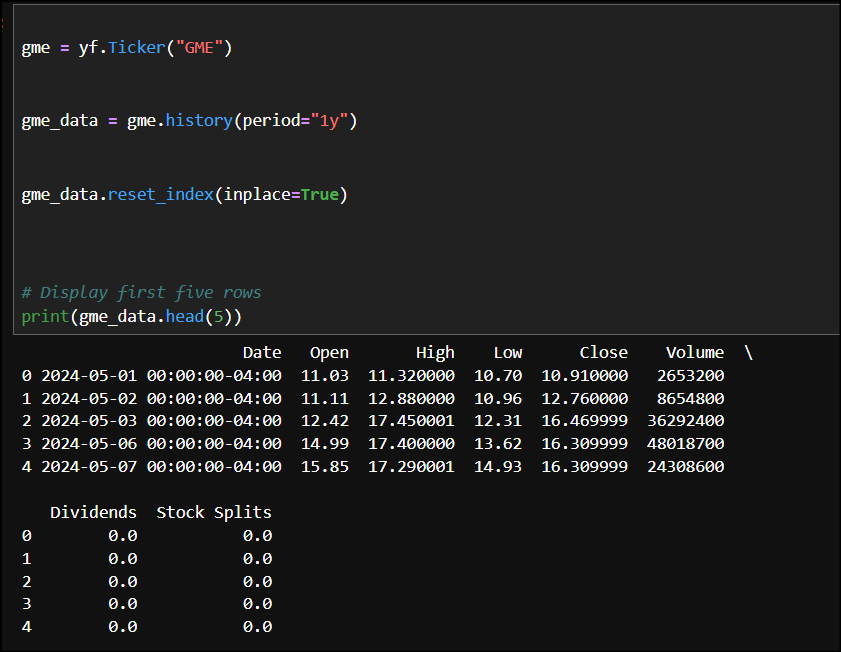 gme = yf.Ticker("GME")
gme_data = gme.history(period="1y")
gme_data.reset_index(inplace=True)
# Display first five rows
print(gme_data.head(5))
Date Open High Low Close Volume \
0 2024-05-01 00:00:00-04:00 11.03 11.320000 10.70 10.910000 2653200
1 2024-05-02 00:00:00-04:00 11.11 12.880000 10.96 12.760000 8654800
2 2024-05-03 00:00:00-04:00 12.42 17.450001 12.31 16.469999 36292400
3 2024-05-06 00:00:00-04:00 14.99 17.400000 13.62 16.309999 48018700
4 2024-05-07 00:00:00-04:00 15.85 17.290001 14.93 16.309999 24308600
Dividends Stock Splits
0 0.0 0.0
1 0.0 0.0
2 0.0 0.0
3 0.0 0.0
4 0.0 0.0